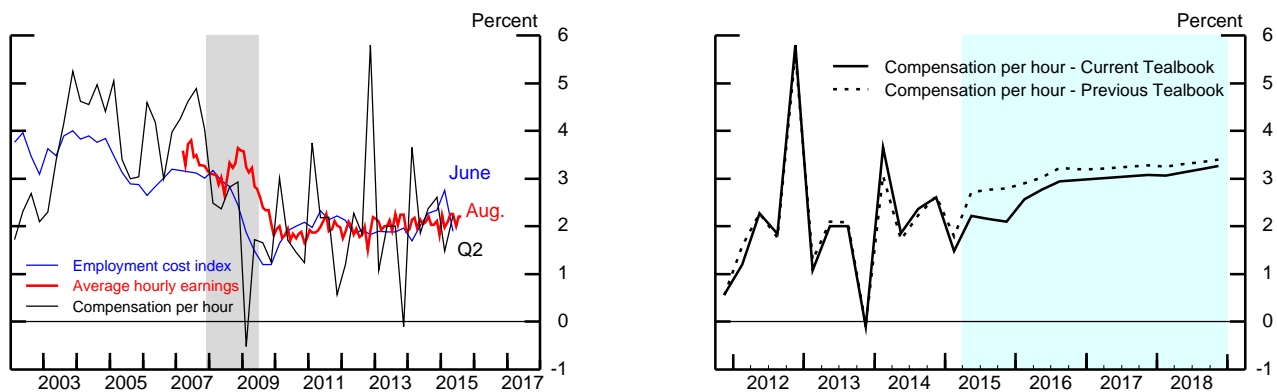 Percent
6
5
4
3
2
1
0
-1
June
Aug.
Q2
Employment cost index
Average hourly earnings
Compensation per hour
2003 2005 2007 2009 2011 2013 2015 2017
Percent
6
5
4
3
2
1
0
-1
Compensation per hour - Current Tealbook
Compensation per hour - Previous Tealbook
2012 2013 2014 2015 2016 2017 2018